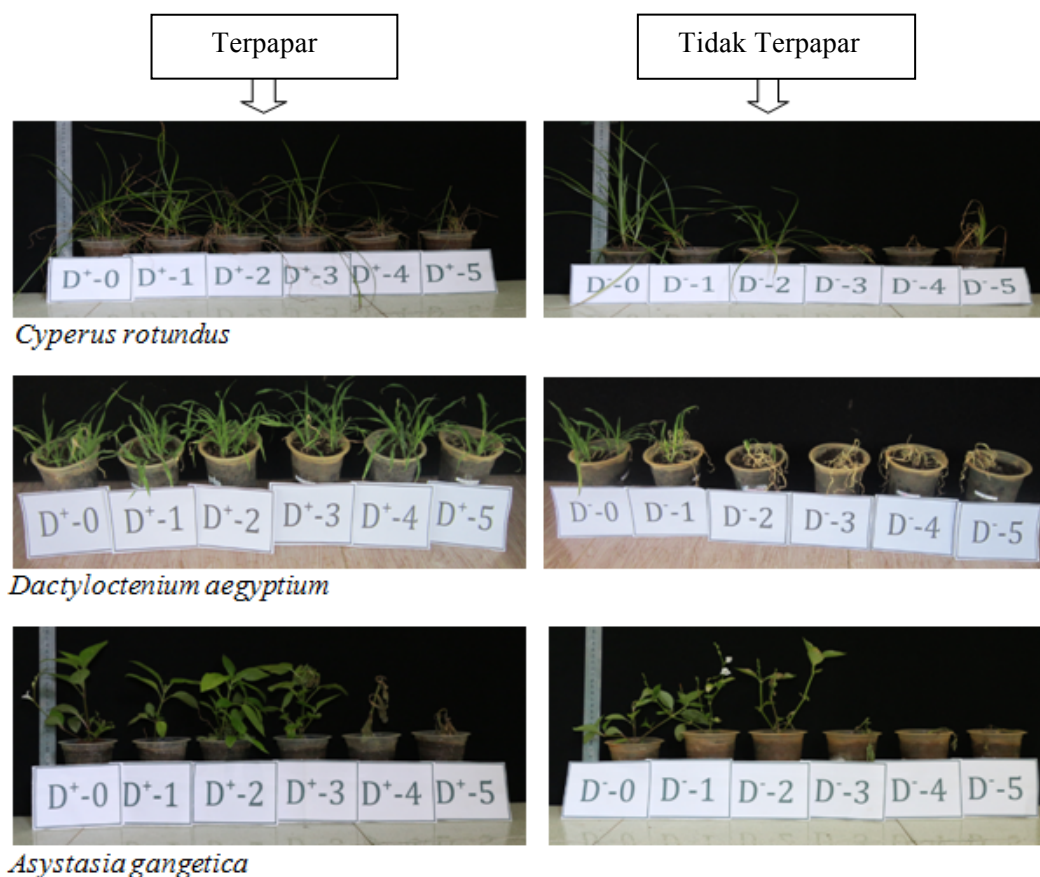 Terpapar
Tidak Terpapar
D⁺-0 D⁺-1 D⁺-2 D⁺-3 D⁺-4 D⁺-5
D⁻-0 D⁻-1 D⁻-2 D⁻-3 D⁻-4 D⁻-5
Cyperus rotundus
D⁺-0 D⁺-1 D⁺-2 D⁺-3 D⁺-4 D⁺-5
D⁻-0 D⁻-1 D⁻-2 D⁻-3 D⁻-4 D⁻-5
Dactyloctenium aegyptium
D⁺-0 D⁺-1 D⁺-2 D⁺-3 D⁺-4 D⁺-5
D⁻-0 D⁻-1 D⁻-2 D⁻-3 D⁻-4 D⁻-5
Asystasia gangetica